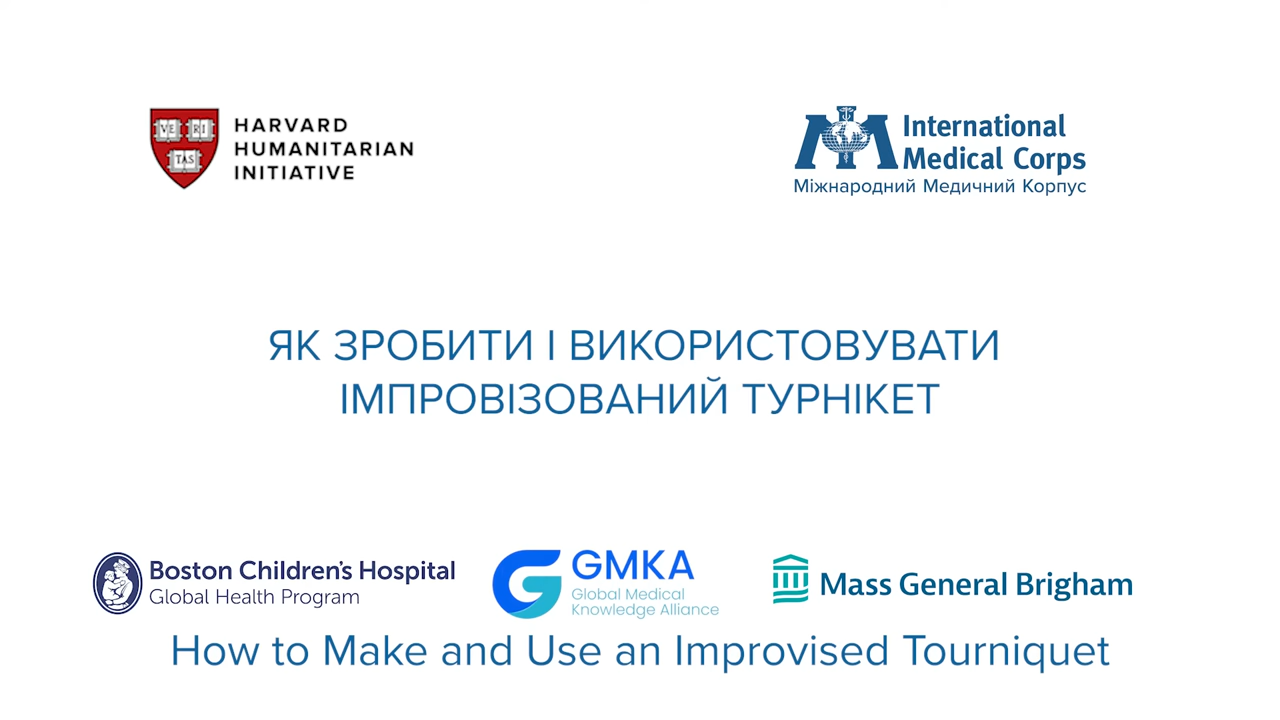 VE RI
TAS
HARVARD
HUMANITARIAN
INITIATIVE
International
Medical Corps
Міжнародний Медичний Корпус
ЯК ЗРОБИТИ І ВИКОРИСТОВУВАТИ
ІМПРОВІЗОВАНИЙ ТУРНІКЕТ
Boston Children's Hospital
Global Health Program
GMKA
Global Medical
Knowledge Alliance
Mass General Brigham
How to Make and Use an Improvised Tourniquet